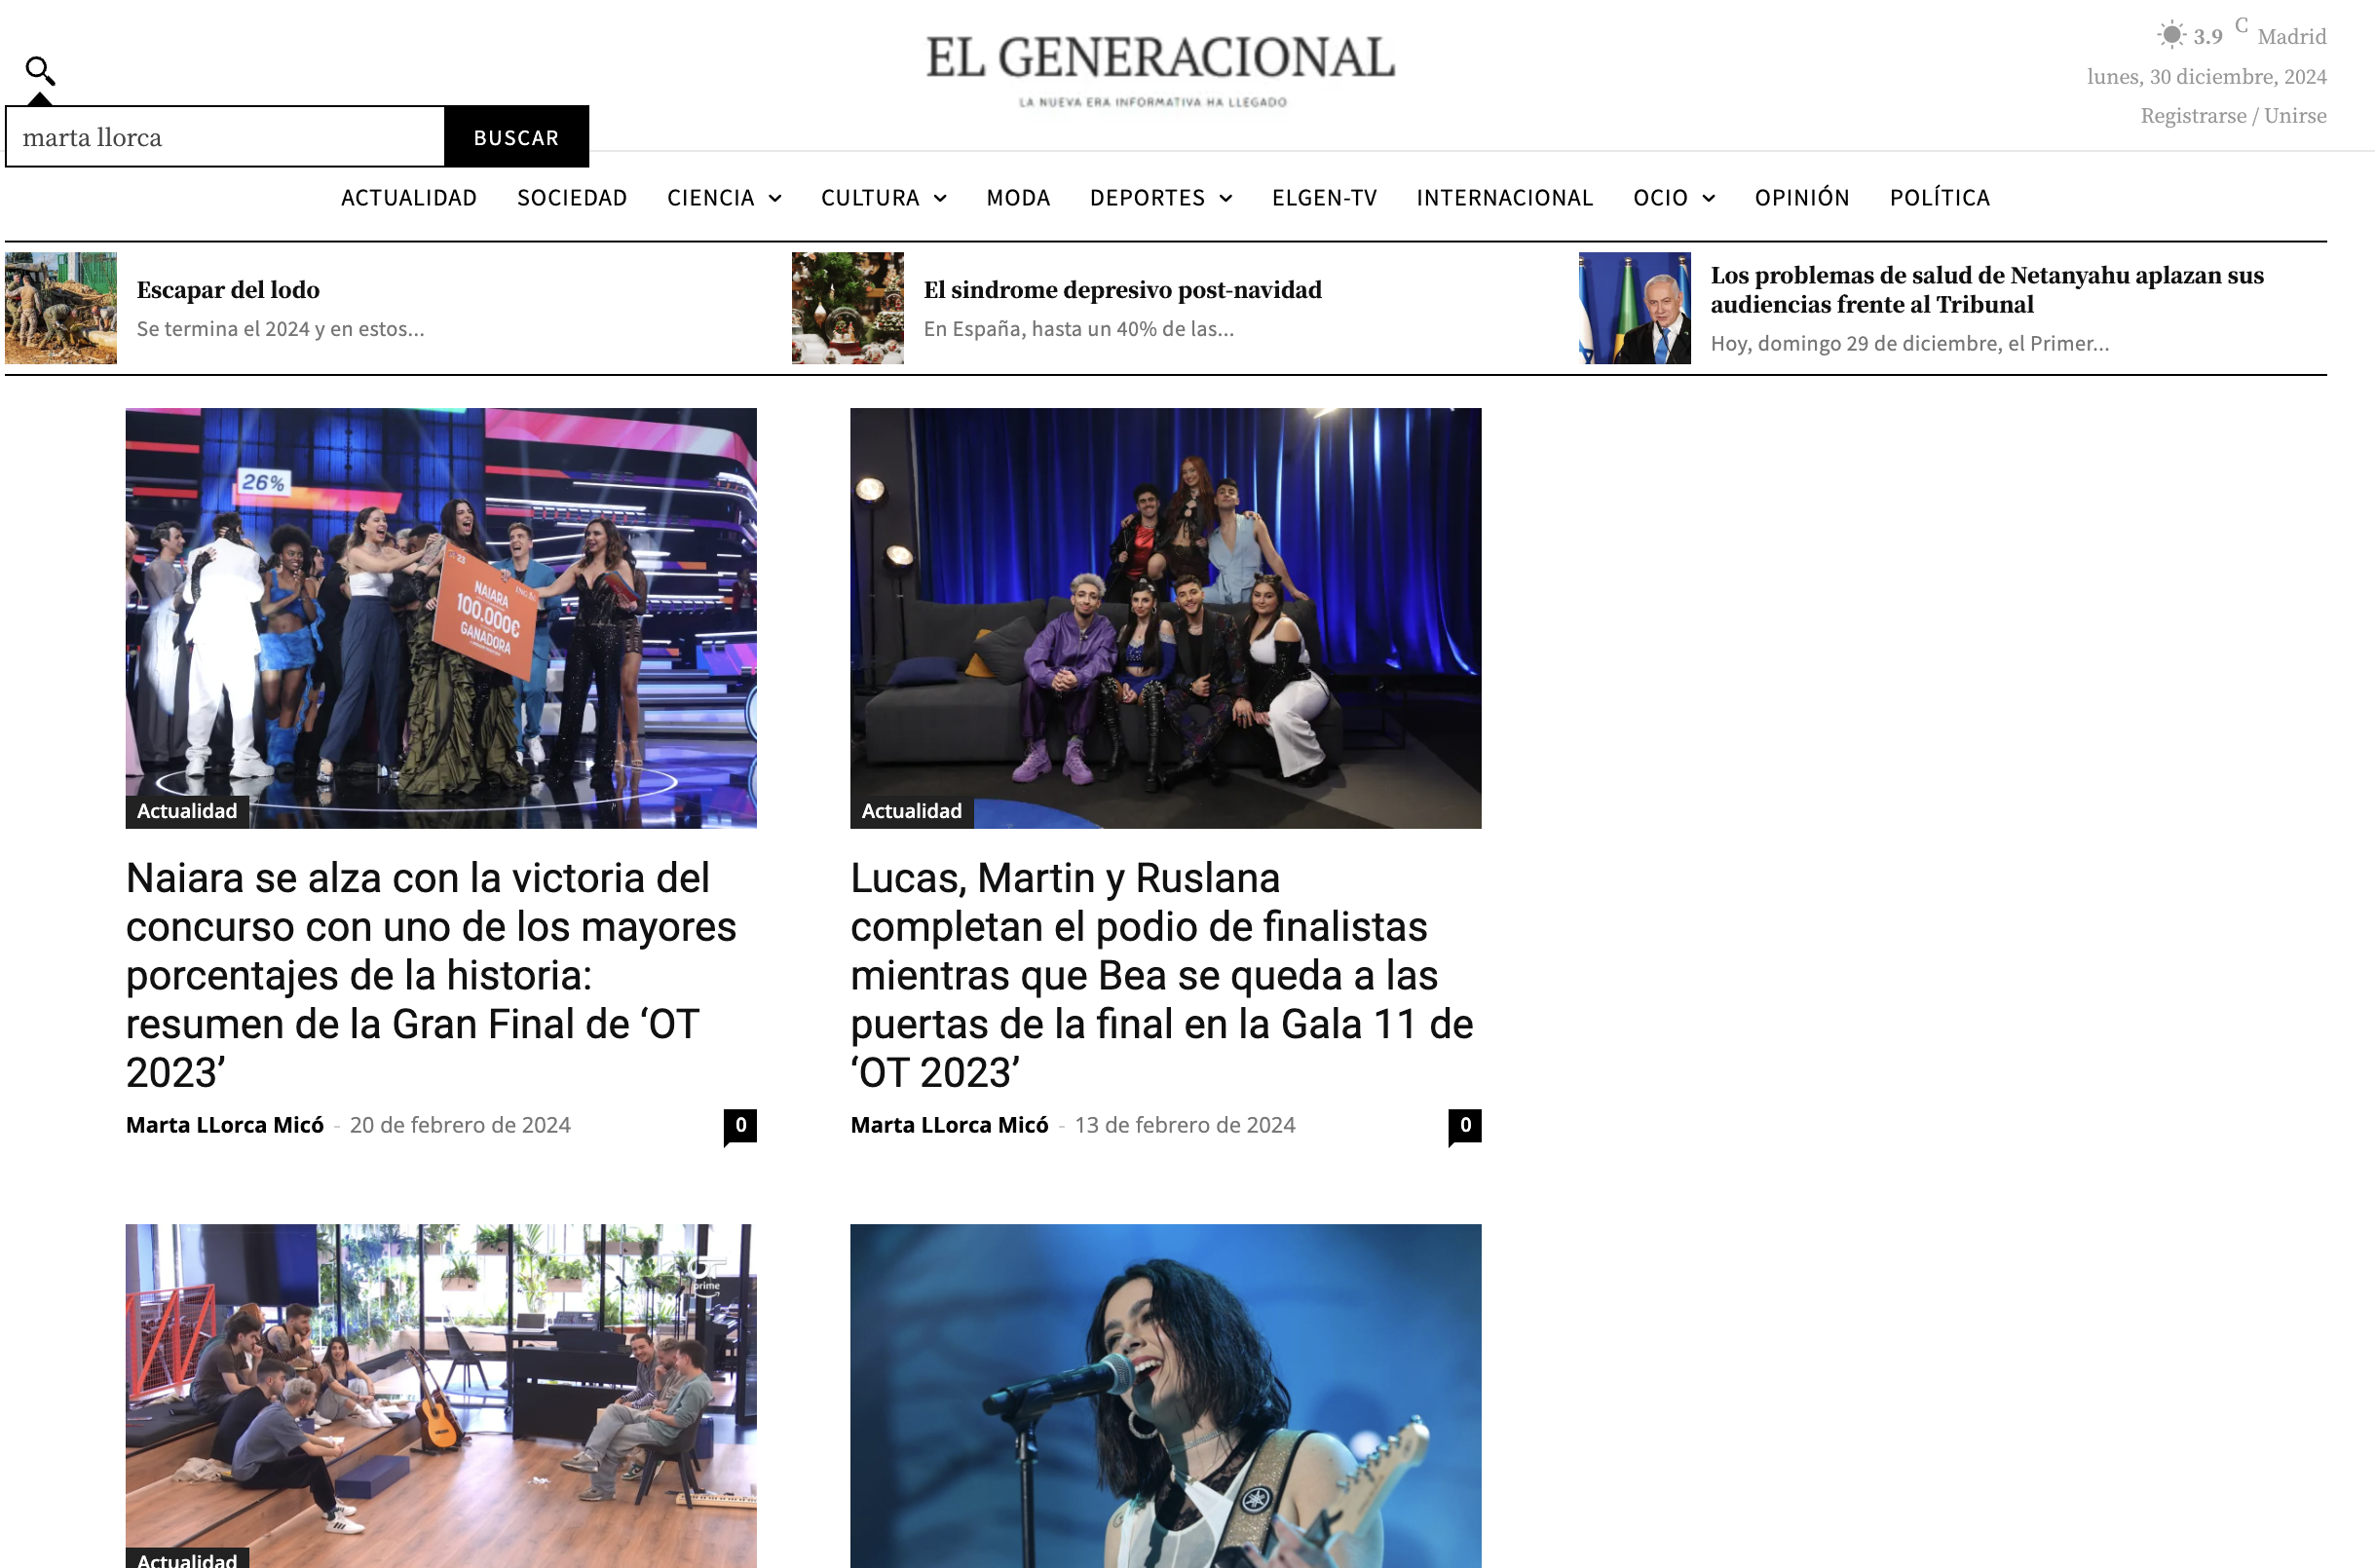 EL GENERACIONAL
LA NUEVA ERA INFORMATIVA HA LLEGADO
3.9 C Madrid
lunes, 30 diciembre, 2024
Registrarse / Unirse
marta llorca
BUSCAR
ACTUALIDAD SOCIEDAD CIENCIA CULTURA MODA DEPORTES ELGEN-TV INTERNACIONAL OCIO OPINIÓN POLÍTICA
Escapar del lodo
Se termina el 2024 y en estos...
El sindrome depresivo post-navidad
En España, hasta un 40% de las...
Los problemas de salud de Netanyahu aplazan sus
audiencias frente al Tribunal
Hoy, domingo 29 de diciembre, el Primer...
26%
NAIARA
100.000€
GANADORA
Actualidad
Naiara se alza con la victoria del
concurso con uno de los mayores
porcentajes de la historia:
resumen de la Gran Final de ‘OT
2023’
Marta LLorca Micó - 20 de febrero de 2024
0
Actualidad
Lucas, Martin y Ruslana
completan el podio de finalistas
mientras que Bea se queda a las
puertas de la final en la Gala 11 de
‘OT 2023’
Marta LLorca Micó - 13 de febrero de 2024
0
OT
prime
Actualidad